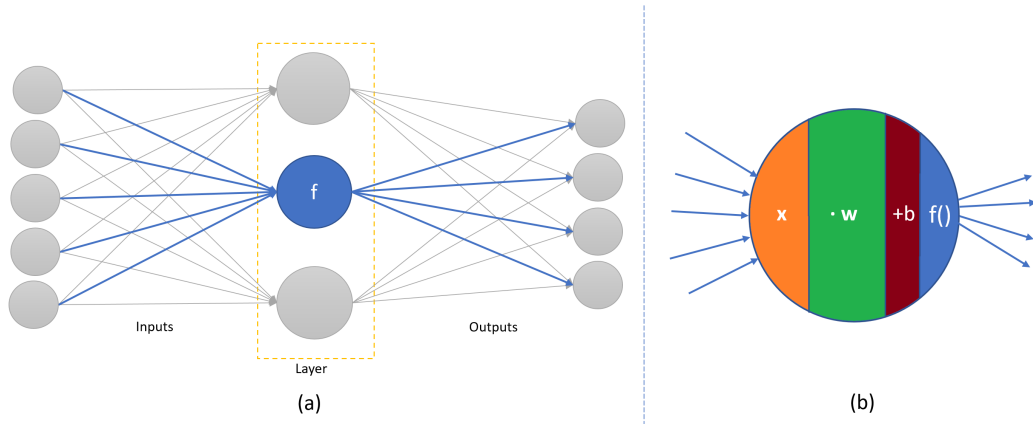 f
Inputs
Outputs
Layer
(a)
x
· w
+b
f()
(b)